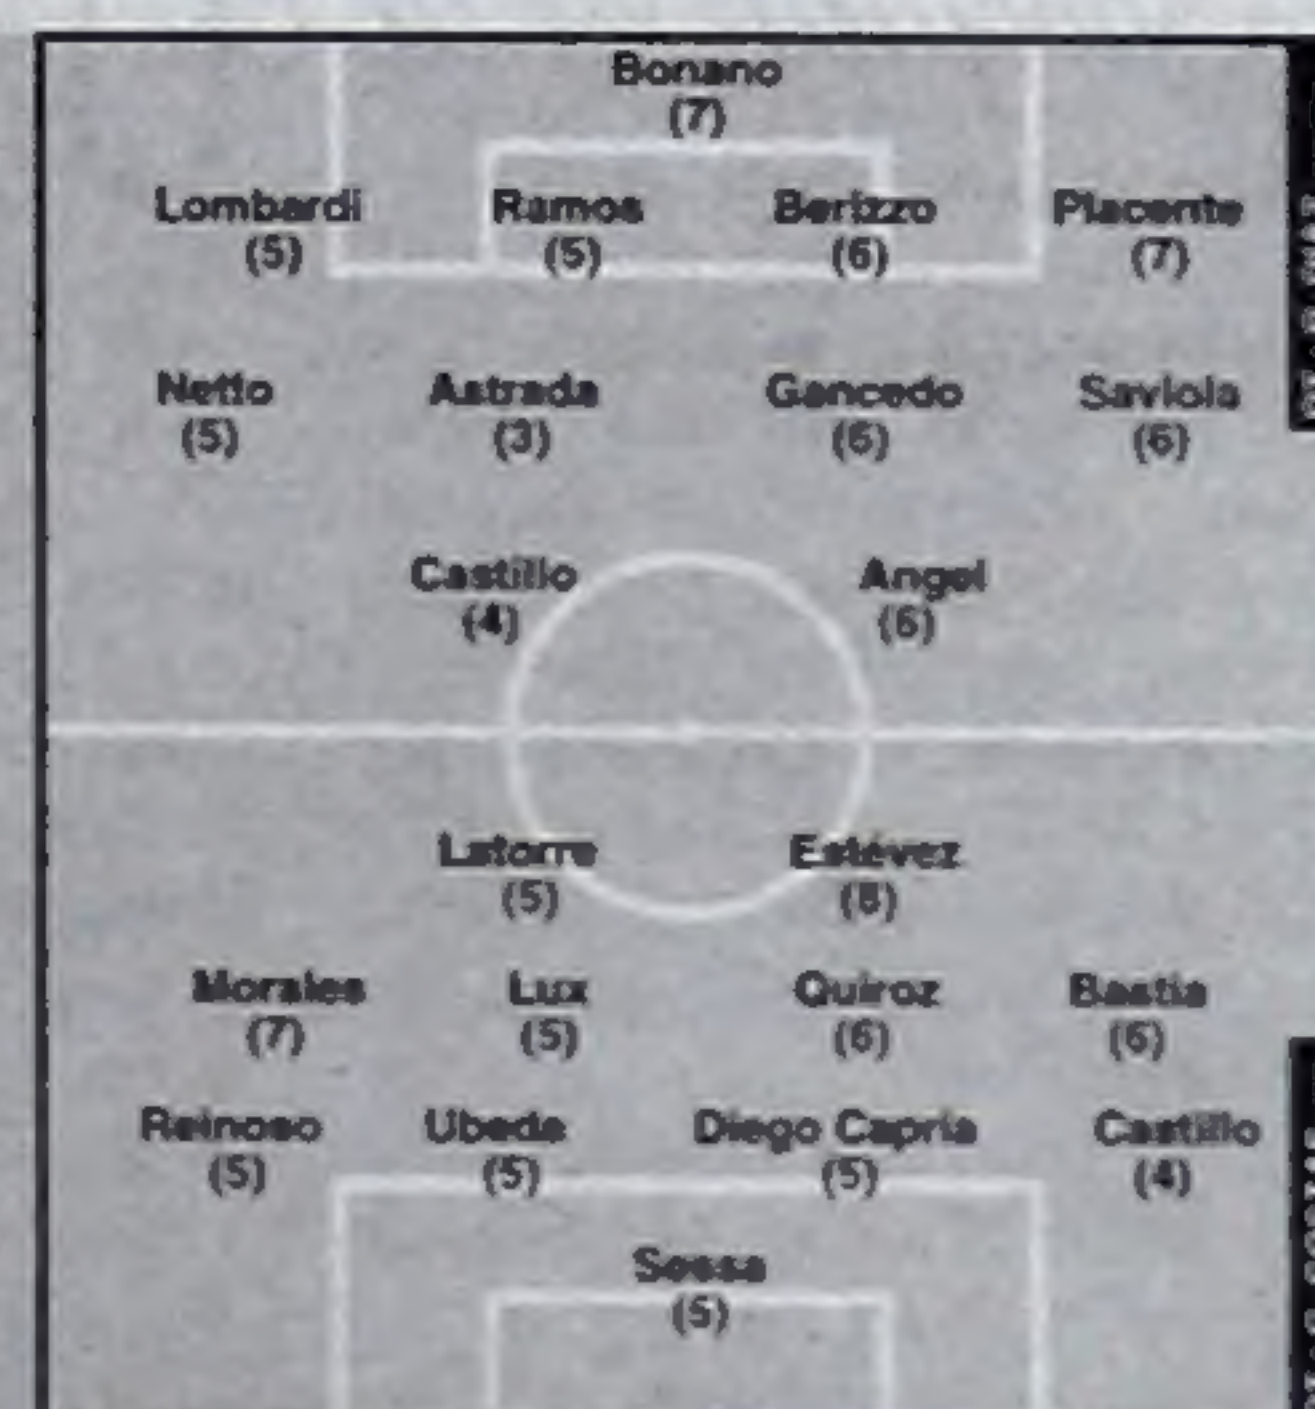 Bonano
(7)
Lombardi Ramos Berizzo Placente
(5) (5) (6) (7)
Netto Astrada Gancedo Saviola
(5) (3) (6) (6)
Castillo Angel
(4) (6)
Latorre Estévez
(5) (8)
Morales Lux Quiroz Bastía
(7) (5) (6) (6)
Reinoso Ubeda Diego Capria Castillo
(5) (5) (5) (4)
Sessa
(5)